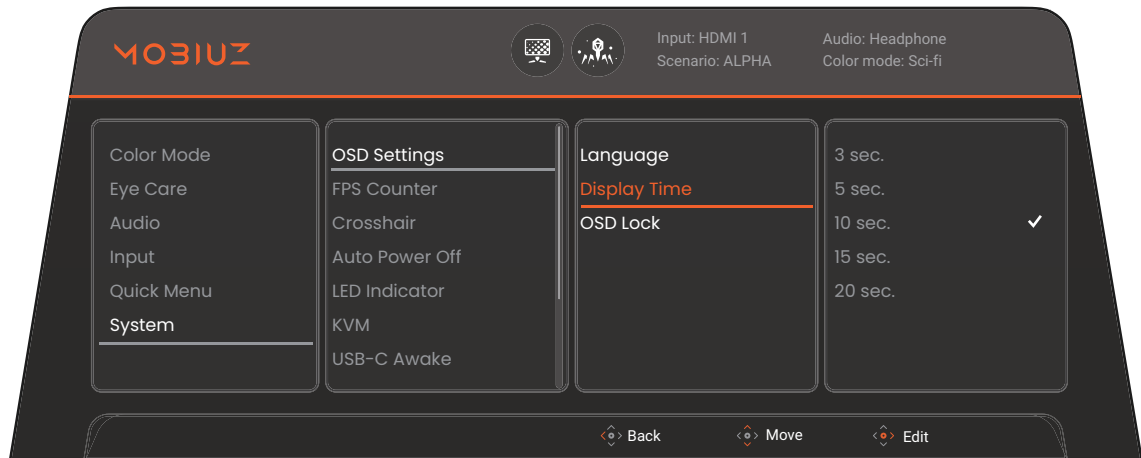 MOBIUZ
Input: HDMI 1
Scenario: ALPHA
Audio: Headphone
Color mode: Sci-fi
Color Mode
Eye Care
Audio
Input
Quick Menu
System
OSD Settings
FPS Counter
Crosshair
Auto Power Off
LED Indicator
KVM
USB-C Awake
Language
Display Time
OSD Lock
3 sec.
5 sec.
10 sec.
15 sec.
20 sec.
Back
Move
Edit